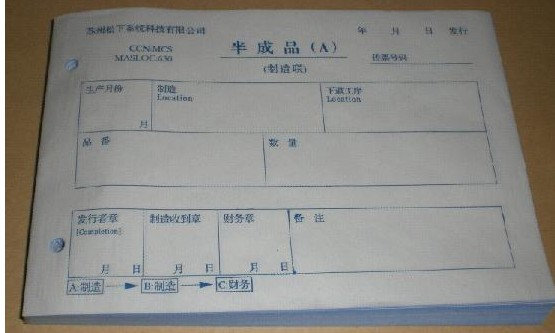 苏州松下系统科技有限公司 年 月 日 发行
CCN:MCS 半成品(A)
MASLOC:630 传票号码:
(制造联)
生产月份 制造 下道工序
Location Location
月
品 番 数 量
发行者章 制造收到章 财务章 备 注
[Completion]
月 日 月 日 月 日
A:制造 B:制造 C:财务